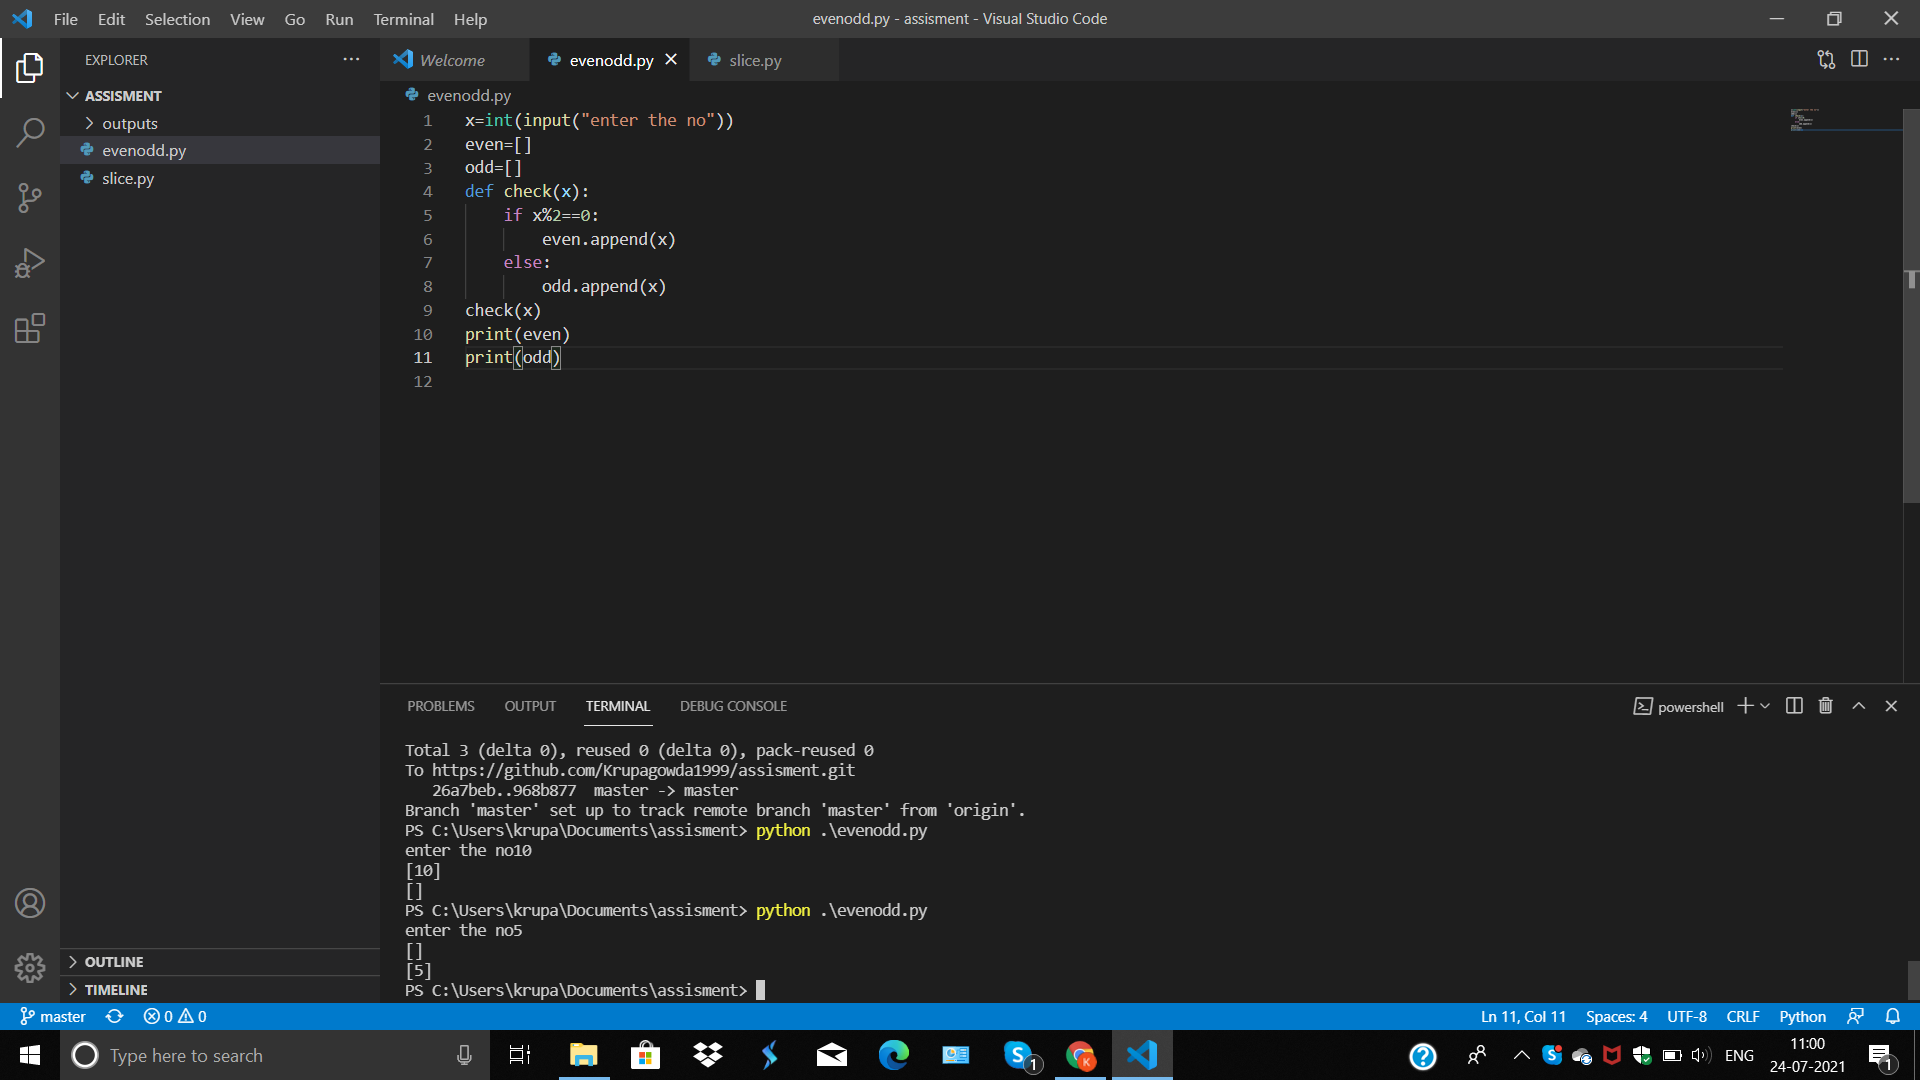 File Edit Selection View Go Run Terminal Help
evenodd.py - assisment - Visual Studio Code
EXPLORER
ASSISMENT
outputs
evenodd.py
slice.py
OUTLINE
TIMELINE
Welcome evenodd.py slice.py
evenodd.py
1 x=int(input("enter the no"))
2 even=[]
3 odd=[]
4 def check(x):
5     if x%2==0:
6         even.append(x)
7     else:
8         odd.append(x)
9 check(x)
10 print(even)
11 print(odd)
12
PROBLEMS OUTPUT TERMINAL DEBUG CONSOLE
powershell
Total 3 (delta 0), reused 0 (delta 0), pack-reused 0
To https://github.com/Krupagowda1999/assisment.git
   26a7beb..968b877  master -> master
Branch 'master' set up to track remote branch 'master' from 'origin'.
PS C:\Users\krupa\Documents\assisment> python .\evenodd.py
enter the no10
[10]
[]
PS C:\Users\krupa\Documents\assisment> python .\evenodd.py
enter the no5
[]
[5]
PS C:\Users\krupa\Documents\assisment>
master 0 0 Ln 11, Col 11 Spaces: 4 UTF-8 CRLF Python
Type here to search
S 1
K
S
ENG
11:00
24-07-2021
1